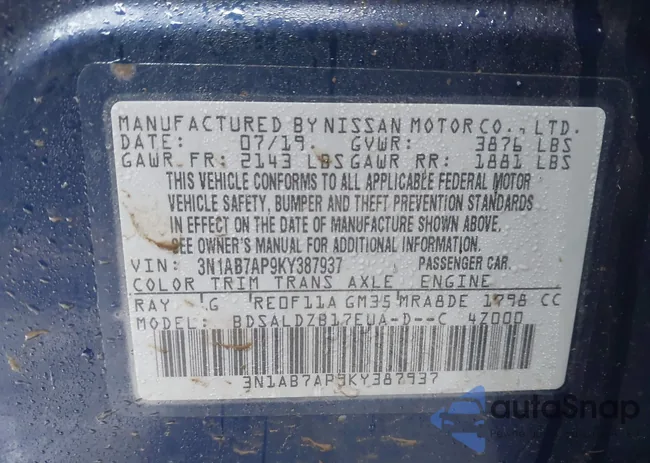 MANUFACTURED BY NISSAN MOTOR CO., LTD.
DATE: 07/19 GVWR: 3876 LBS
GAWR FR: 2143 LBS GAWR RR: 1881 LBS
THIS VEHICLE CONFORMS TO ALL APPLICABLE FEDERAL MOTOR
VEHICLE SAFETY, BUMPER AND THEFT PREVENTION STANDARDS
IN EFFECT ON THE DATE OF MANUFACTURE SHOWN ABOVE.
SEE OWNER'S MANUAL FOR ADDITIONAL INFORMATION.
VIN: 3N1AB7AP9KY387937 PASSENGER CAR.
COLOR TRIM TRANS AXLE ENGINE
RAY G RE0F11A GM35 MRA8DE 1798 CC
MODEL: BDSALDZB17EUA-D--C 4Z000
3N1AB7AP9KY387937
autoSnap